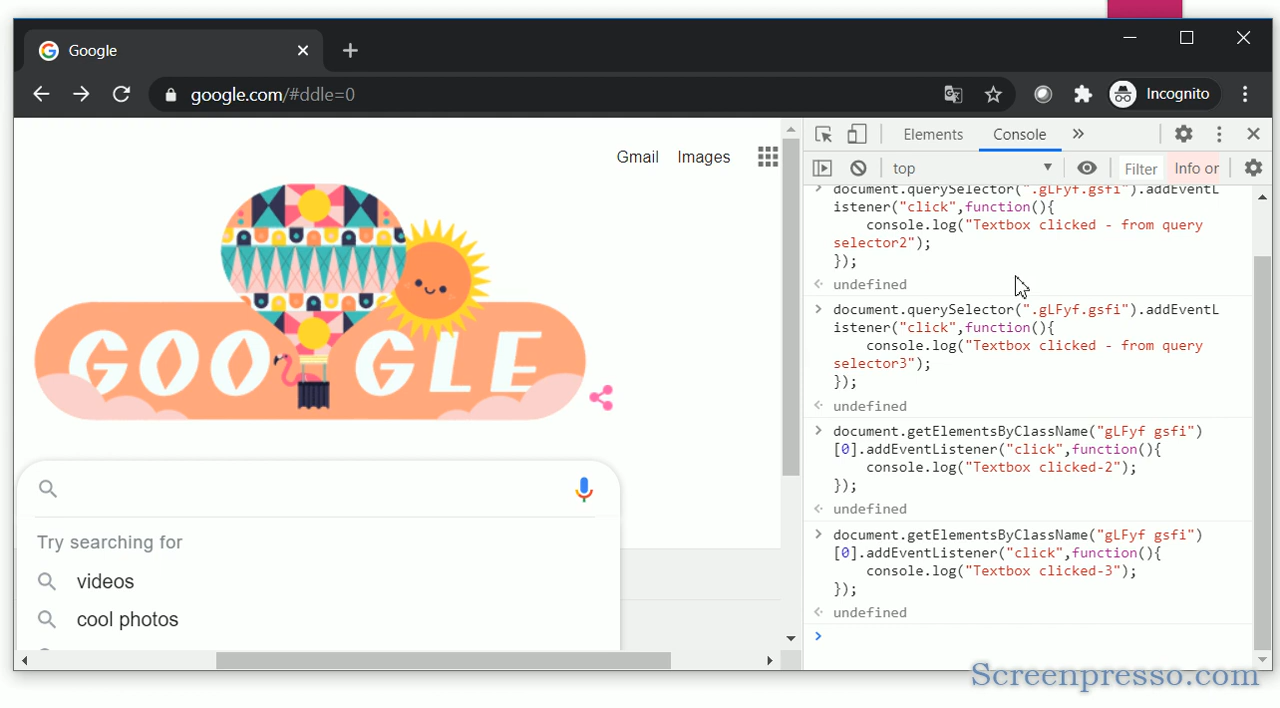 Google
google.com/#ddle=0
Incognito
Gmail Images
GOOGLE
Try searching for
videos
cool photos
Elements Console »
top Filter Info or
document.querySelector(".gLFyf.gsfi").addEventL
istener("click",function(){
console.log("Textbox clicked - from query
selector2");
});
undefined
document.querySelector(".gLFyf.gsfi").addEventL
istener("click",function(){
console.log("Textbox clicked - from query
selector3");
});
undefined
document.getElementsByClassName("gLFyf gsfi")
[0].addEventListener("click",function(){
console.log("Textbox clicked-2");
});
undefined
document.getElementsByClassName("gLFyf gsfi")
[0].addEventListener("click",function(){
console.log("Textbox clicked-3");
});
undefined
Screenpresso.com